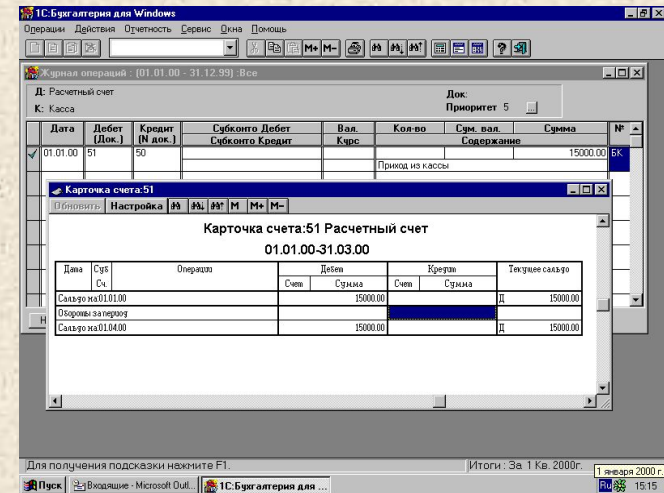 1С:Бухгалтерия для Windows
Операции Действия Отчетность Сервис Окна Помощь
M+ M-
Журнал операций : (01.01.00 - 31.12.99) :Все
Д: Расчетный счет Док:
К: Касса Приоритет 5 ...
Дата Дебет Кредит Субконто Дебет Вал. Кол-во Сум. вал. Сумма №
(Док.) (N док.) Субконто Кредит Курс Содержание
01.01.00 51 50 15000.00 БК
Приход из кассы
Карточка счета:51
Обновить Настройка M M+ M-
Карточка счета:51 Расчетный счет
01.01.00-31.03.00
Дата Суб Операции Дебет Кредит Текущее сальдо
Сч. Счет Сумма Счет Сумма
Сальдо на:01.01.00 15000.00 Д 15000.00
Обороты за период
Сальдо на:01.04.00 15000.00 Д 15000.00
Для получения подсказки нажмите F1. Итоги : За 1 Кв. 2000г.
1 января 2000 г.
Пуск Входящие - Microsoft Outl... 1С:Бухгалтерия для ... Ru 15:15